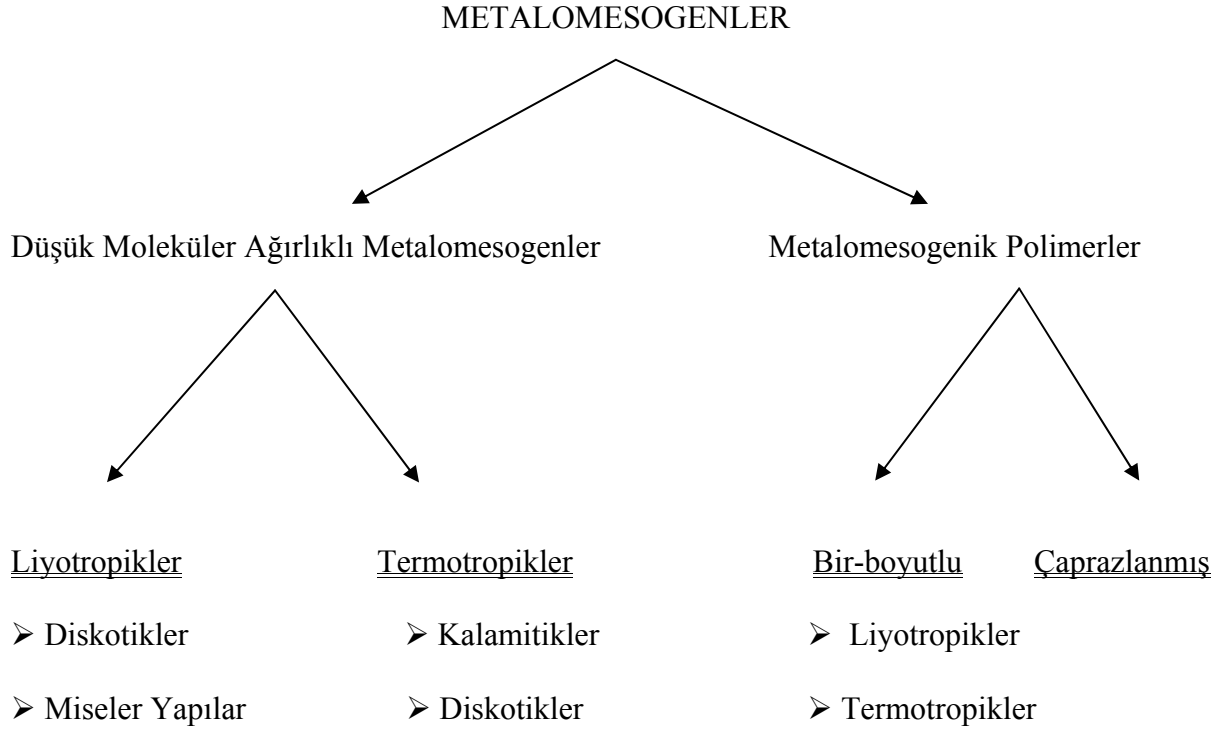 METALOMESOGENLER
Düşük Moleküler Ağırlıklı Metalomesogenler Metalomesogenik Polimerler
Liyotropikler Termotropikler Bir-boyutlu Çaprazlanmış
➢ Diskotikler ➢ Kalamitikler ➢ Liyotropikler
➢ Miseler Yapılar ➢ Diskotikler ➢ Termotropikler